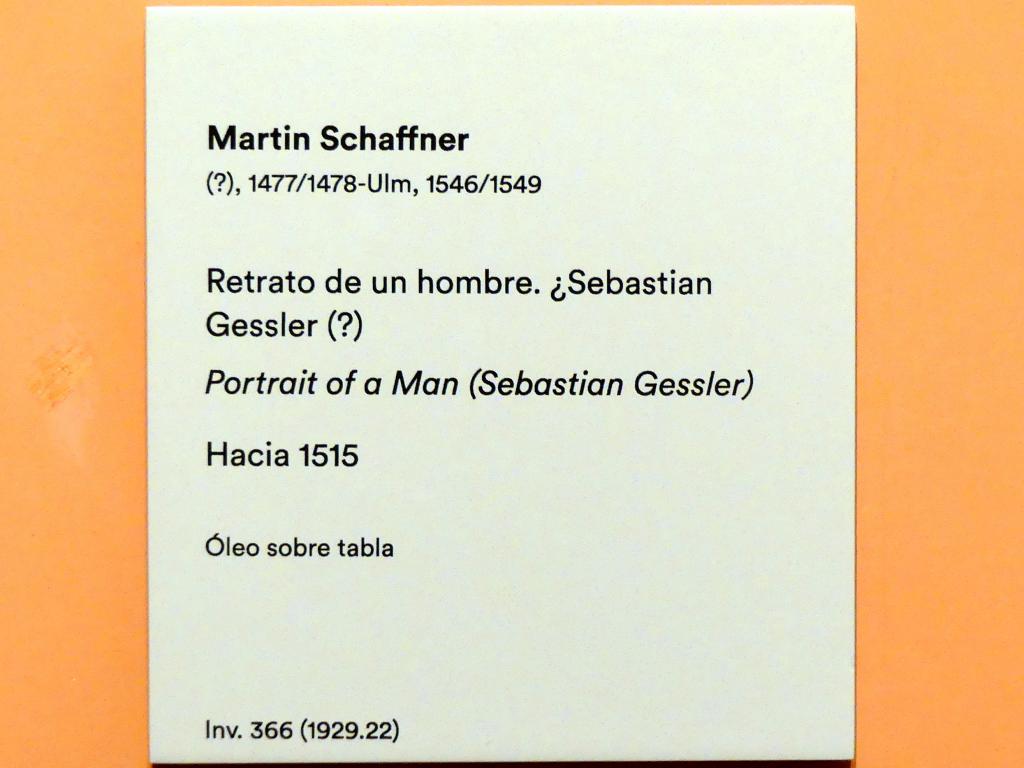 Martin Schaffner
(?), 1477/1478-Ulm, 1546/1549
Retrato de un hombre. ¿Sebastian
Gessler (?)
Portrait of a Man (Sebastian Gessler)
Hacia 1515
Óleo sobre tabla
Inv. 366 (1929.22)